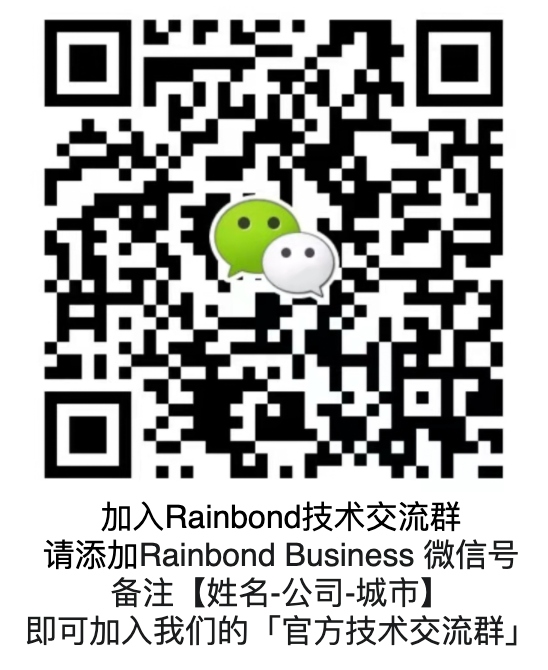 加入Rainbond技术交流群
请添加Rainbond Business 微信号
备注【姓名-公司-城市】
即可加入我们的「官方技术交流群」